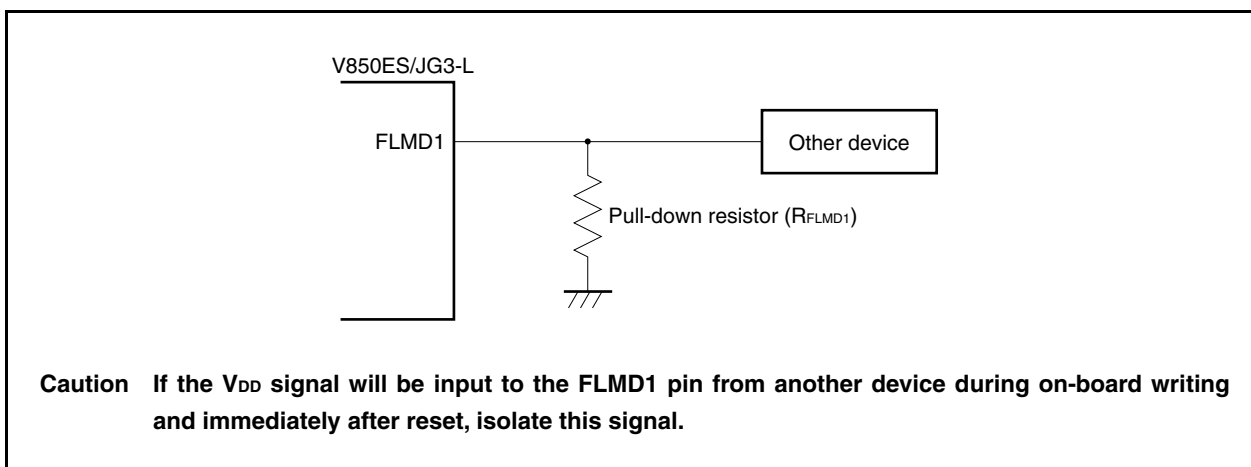 V850ES/JG3-L
FLMD1
Other device
Pull-down resistor (RFLMD1)
Caution If the VDD signal will be input to the FLMD1 pin from another device during on-board writing
and immediately after reset, isolate this signal.